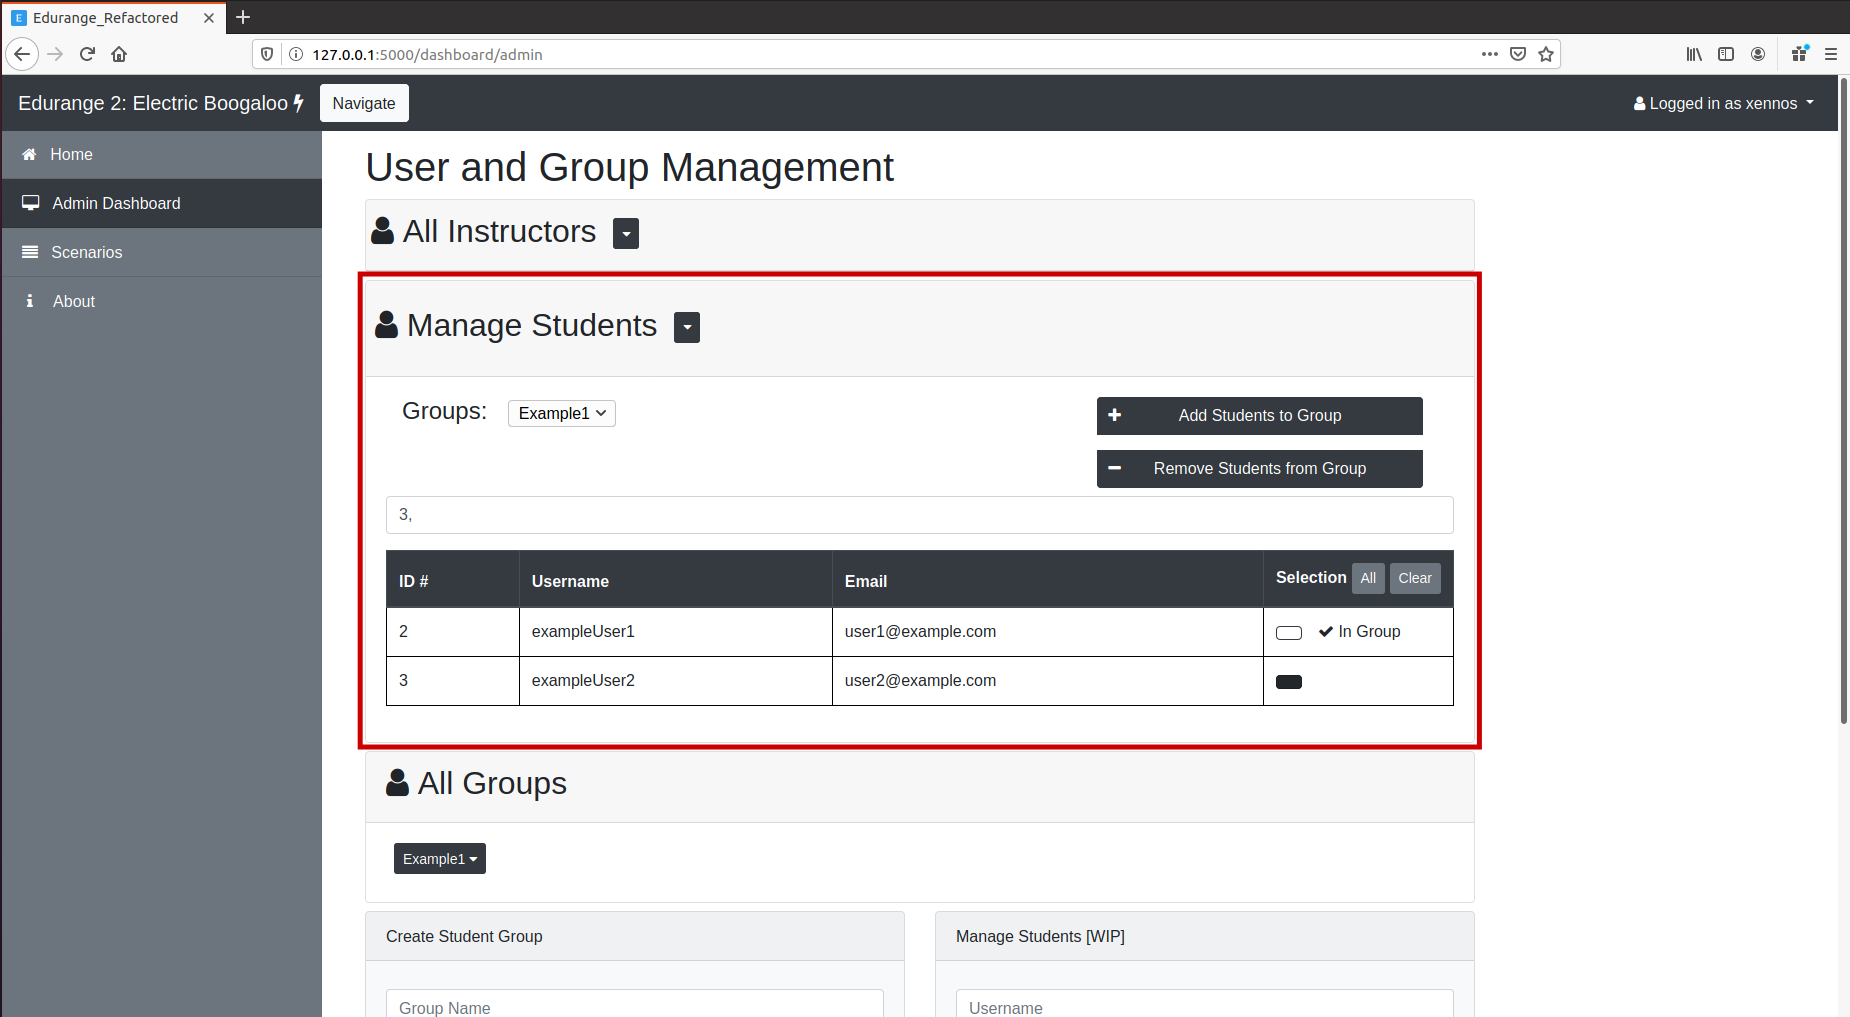 Edurange_Refactored
127.0.0.1:5000/dashboard/admin
Edurange 2: Electric Boogaloo
Navigate
Logged in as xennos
Home
Admin Dashboard
Scenarios
About
User and Group Management
All Instructors
Manage Students
Groups: Example1
Add Students to Group
Remove Students from Group
3,
ID # Username Email Selection All Clear
2 exampleUser1 user1@example.com In Group
3 exampleUser2 user2@example.com
All Groups
Example1
Create Student Group
Group Name
Manage Students [WIP]
Username